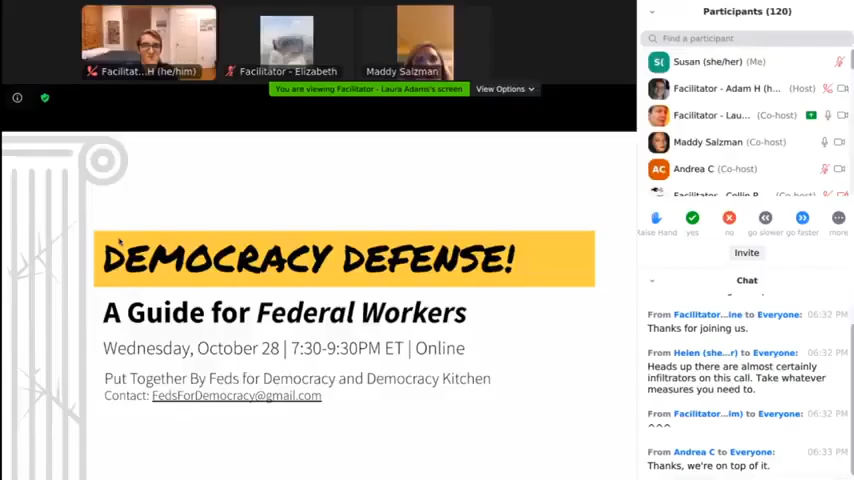 Facilitat...H (he/him)
Facilitator - Elizabeth
Maddy Salzman
You are viewing Facilitator - Laura Adams's screen
View Options
DEMOCRACY DEFENSE!
A Guide for Federal Workers
Wednesday, October 28 | 7:30-9:30PM ET | Online
Put Together By Feds for Democracy and Democracy Kitchen
Contact: FedsForDemocracy@gmail.com
Participants (120)
Find a participant
S( Susan (she/her) (Me)
Facilitator - Adam H (h... (Host)
Facilitator - Lau... (Co-host)
Maddy Salzman (Co-host)
AC Andrea C (Co-host)
Facilitator - Collin P... (Co-host)
Raise Hand yes no go slower go faster more
Invite
Chat
From Facilitator...ine to Everyone: 06:32 PM
Thanks for joining us.
From Helen (she...r) to Everyone: 06:32 PM
Heads up there are almost certainly
infiltrators on this call. Take whatever
measures you need to.
From Facilitator...im) to Everyone: 06:32 PM
^^^
From Andrea C to Everyone: 06:33 PM
Thanks, we're on top of it.